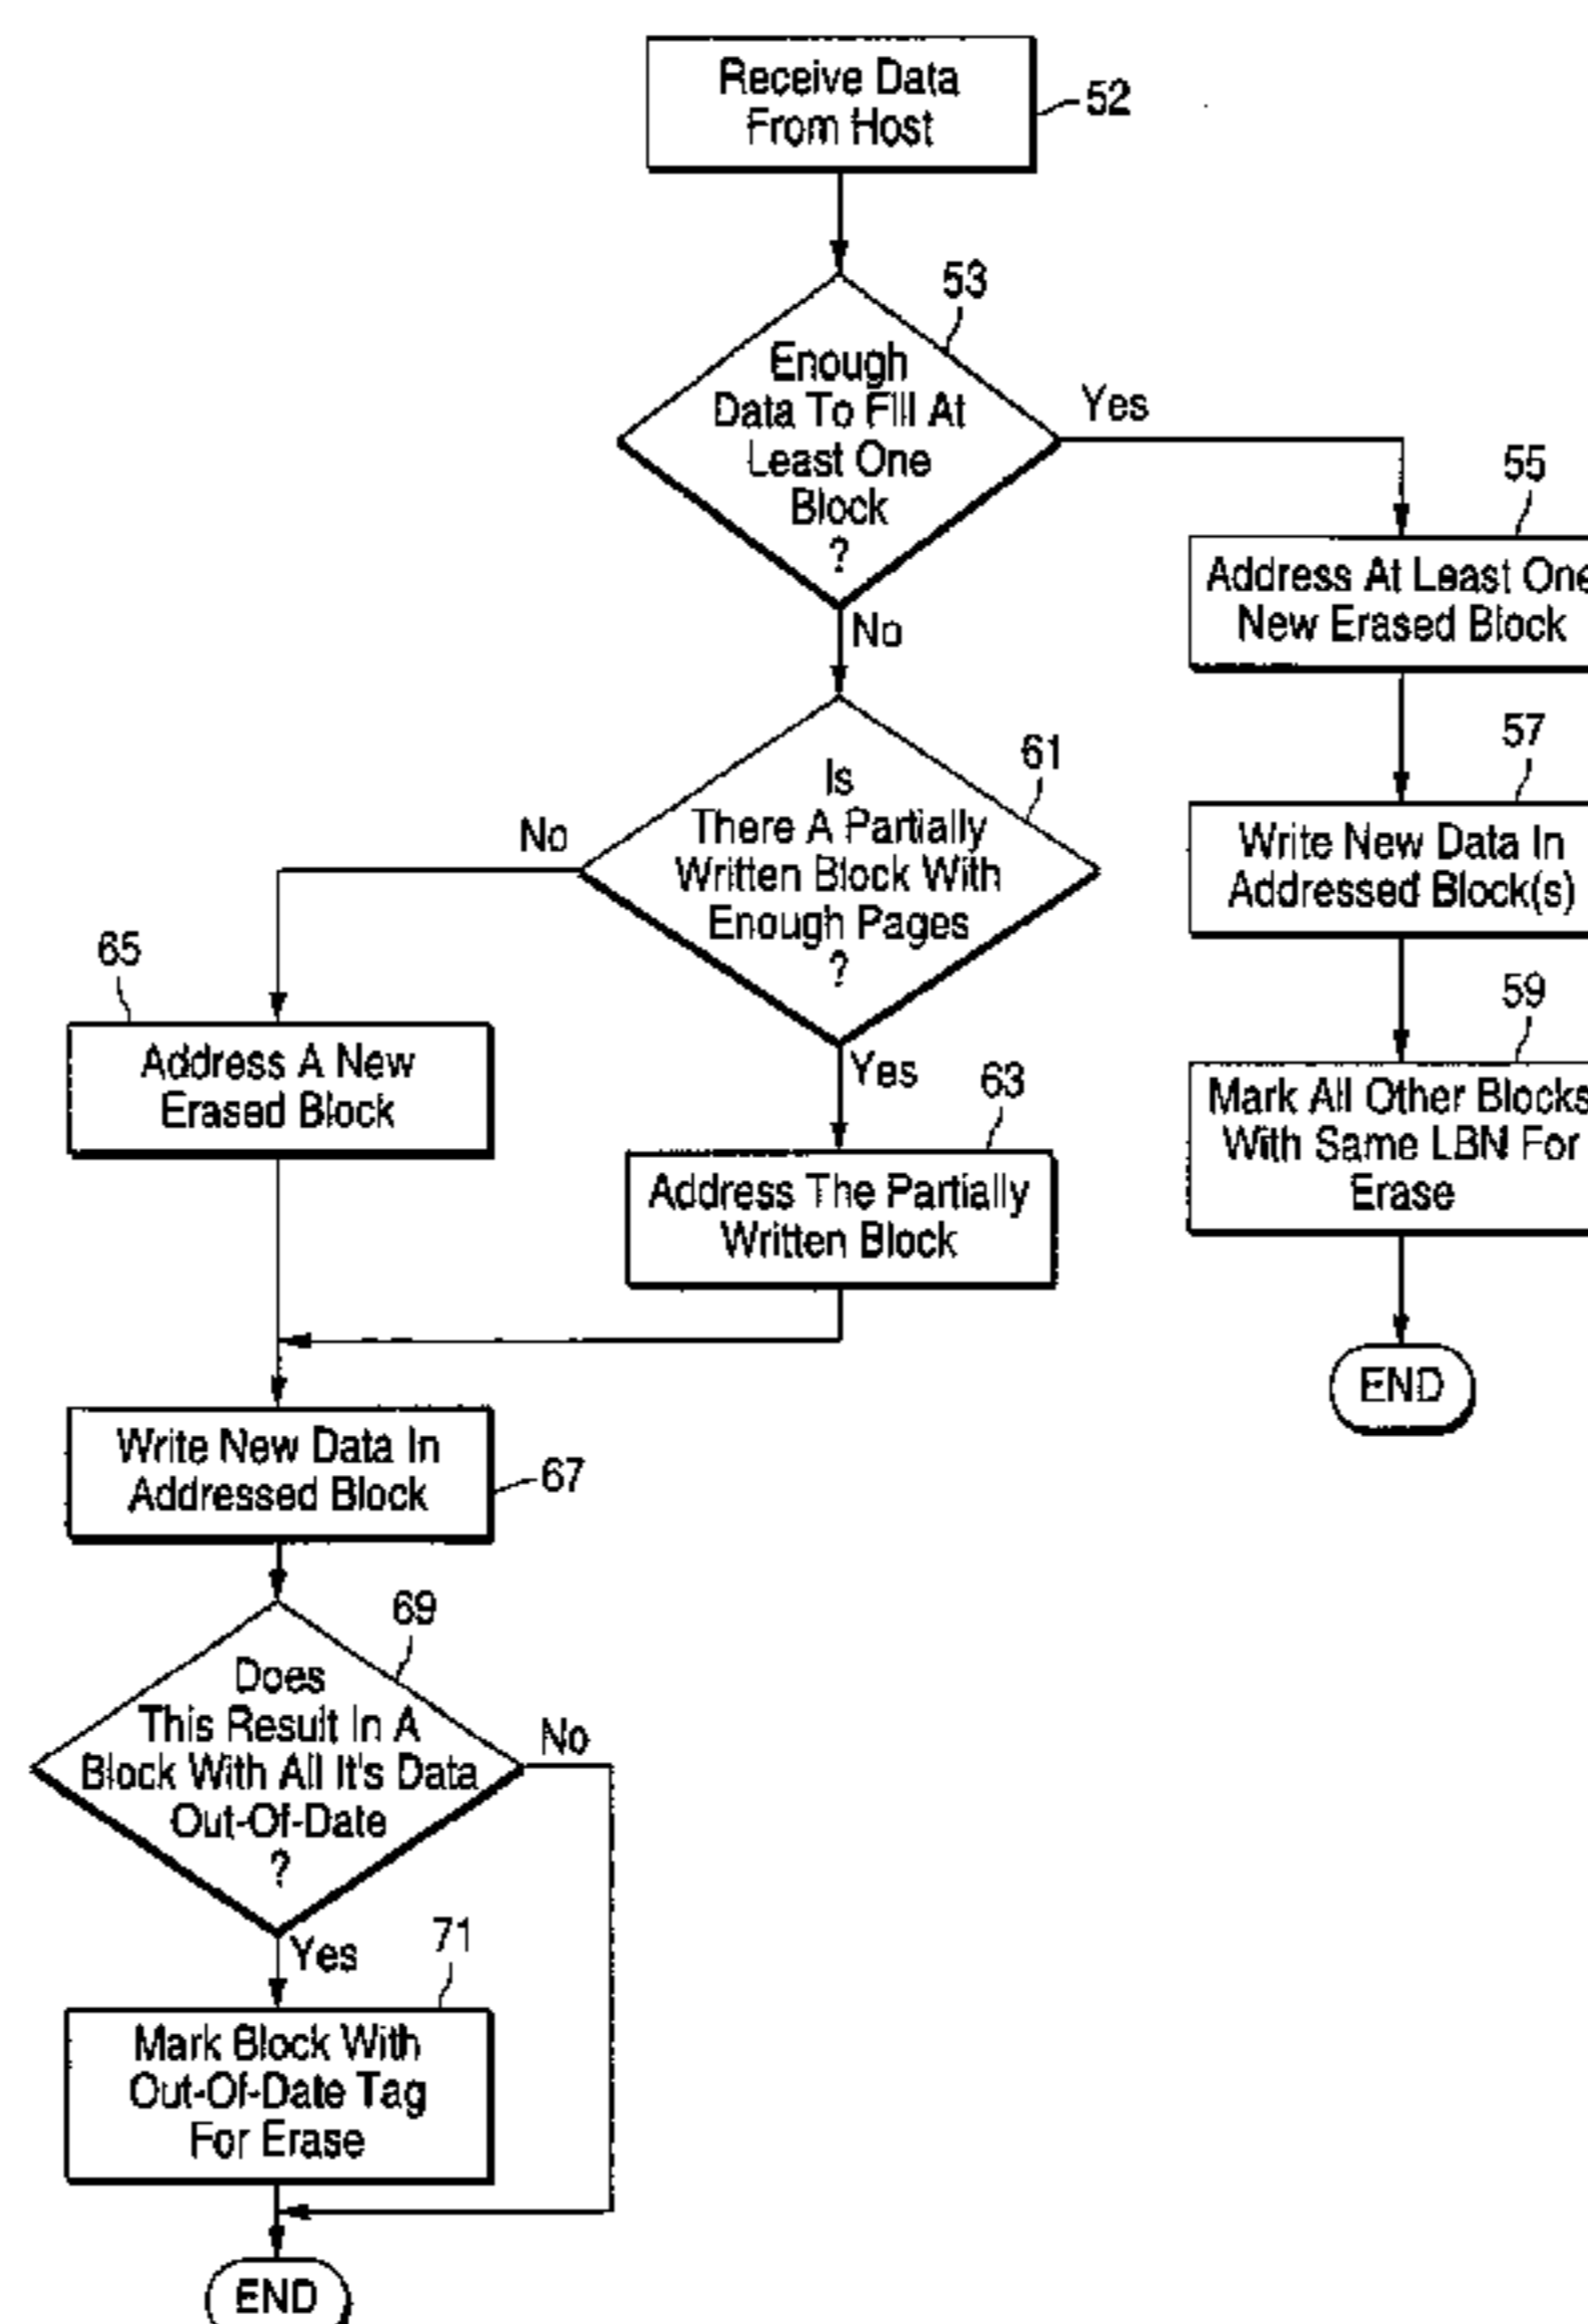 Receive Data
From Host
52
53
Enough
Data To Fill At
Least One
Block
?
Yes
No
55
Address At Least One
New Erased Block
57
Write New Data In
Addressed Block(s)
59
Mark All Other Blocks
With Same LBN For
Erase
END
61
Is
There A Partially
Written Block With
Enough Pages
?
No
Yes
65
Address A New
Erased Block
63
Address The Partially
Written Block
Write New Data In
Addressed Block
67
69
Does
This Result In A
Block With All It's Data
Out-Of-Date
?
No
Yes
71
Mark Block With
Out-Of-Date Tag
For Erase
END